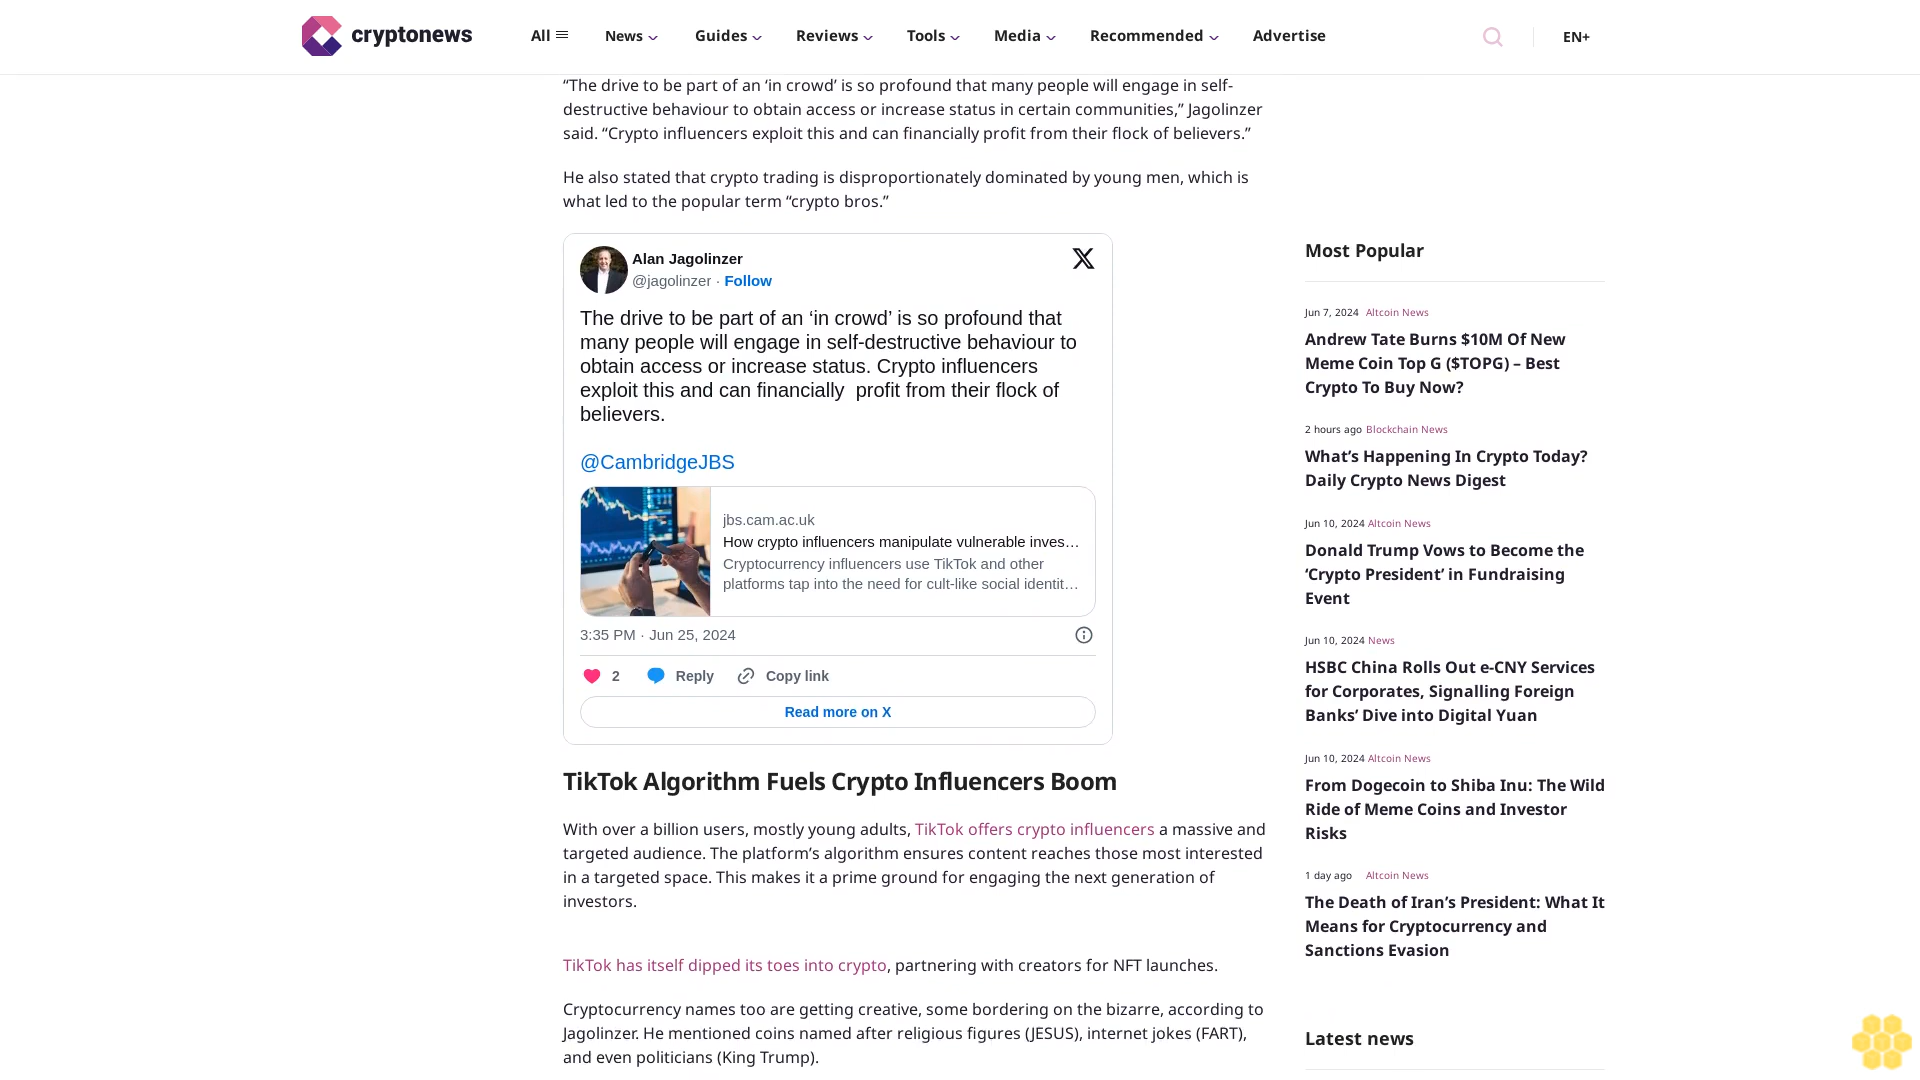 cryptonews
All
News
Guides
Reviews
Tools
Media
Recommended
Advertise
EN+
“The drive to be part of an ‘in crowd’ is so profound that many people will engage in self-
destructive behaviour to obtain access or increase status in certain communities,” Jagolinzer
said. “Crypto influencers exploit this and can financially profit from their flock of believers.”
He also stated that crypto trading is disproportionately dominated by young men, which is
what led to the popular term “crypto bros.”
Alan Jagolinzer
@jagolinzer · Follow
The drive to be part of an ‘in crowd’ is so profound that
many people will engage in self-destructive behaviour to
obtain access or increase status. Crypto influencers
exploit this and can financially  profit from their flock of
believers.
@CambridgeJBS
jbs.cam.ac.uk
How crypto influencers manipulate vulnerable inves…
Cryptocurrency influencers use TikTok and other
platforms tap into the need for cult-like social identit…
3:35 PM · Jun 25, 2024
2
Reply
Copy link
Read more on X
TikTok Algorithm Fuels Crypto Influencers Boom
With over a billion users, mostly young adults, TikTok offers crypto influencers a massive and
targeted audience. The platform’s algorithm ensures content reaches those most interested
in a targeted space. This makes it a prime ground for engaging the next generation of
investors.
TikTok has itself dipped its toes into crypto, partnering with creators for NFT launches.
Cryptocurrency names too are getting creative, some bordering on the bizarre, according to
Jagolinzer. He mentioned coins named after religious figures (JESUS), internet jokes (FART),
and even politicians (King Trump).
Most Popular
Jun 7, 2024 Altcoin News
Andrew Tate Burns $10M Of New
Meme Coin Top G ($TOPG) – Best
Crypto To Buy Now?
2 hours ago Blockchain News
What’s Happening In Crypto Today?
Daily Crypto News Digest
Jun 10, 2024 Altcoin News
Donald Trump Vows to Become the
‘Crypto President’ in Fundraising
Event
Jun 10, 2024 News
HSBC China Rolls Out e-CNY Services
for Corporates, Signalling Foreign
Banks’ Dive into Digital Yuan
Jun 10, 2024 Altcoin News
From Dogecoin to Shiba Inu: The Wild
Ride of Meme Coins and Investor
Risks
1 day ago Altcoin News
The Death of Iran’s President: What It
Means for Cryptocurrency and
Sanctions Evasion
Latest news